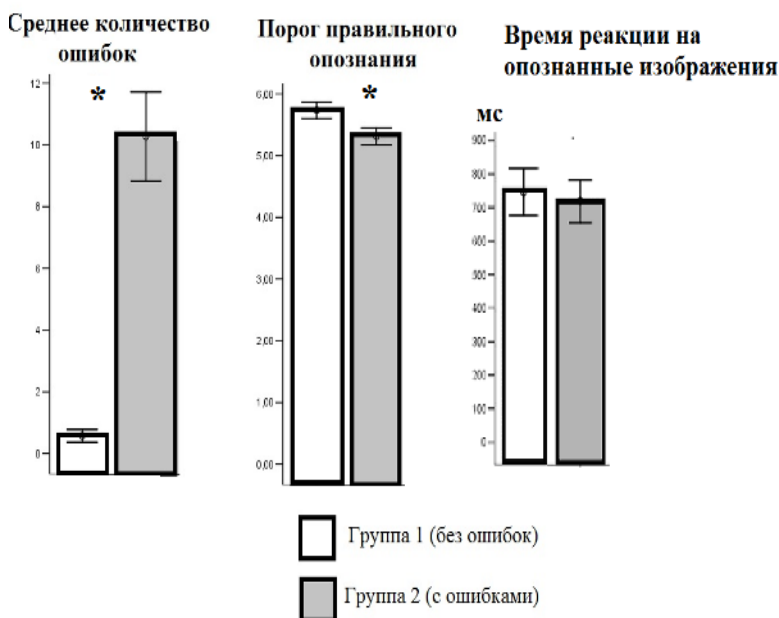 Среднее количество
ошибок
*
12
10
8
6
4
2
0
Порог правильного
опознания
*
6,00
5,00
4,00
3,00
2,00
1,00
0,00
Время реакции на
опознанные изображения
мс
900
800
700
600
500
400
300
200
100
0
Группа 1 (без ошибок)
Группа 2 (с ошибками)